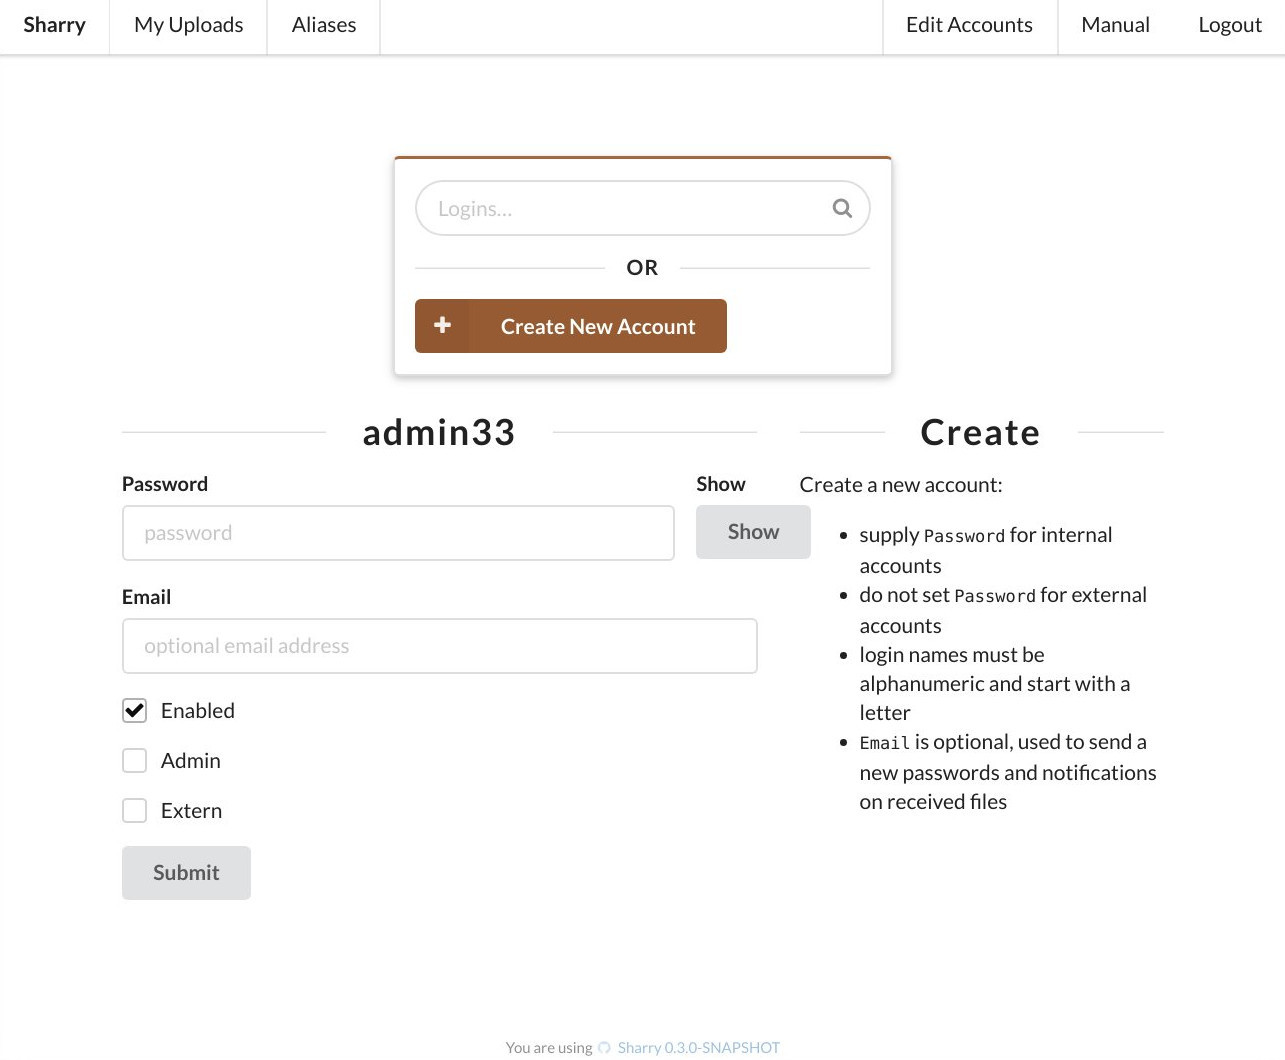 Sharry My Uploads Aliases Edit Accounts Manual Logout
Logins...
OR
Create New Account
admin33
Password Show
password Show
Email
optional email address
Enabled
Admin
Extern
Submit
Create
Create a new account:
supply Password for internal
accounts
do not set Password for external
accounts
login names must be
alphanumeric and start with a
letter
Email is optional, used to send a
new passwords and notifications
on received files
You are using Sharry 0.3.0-SNAPSHOT